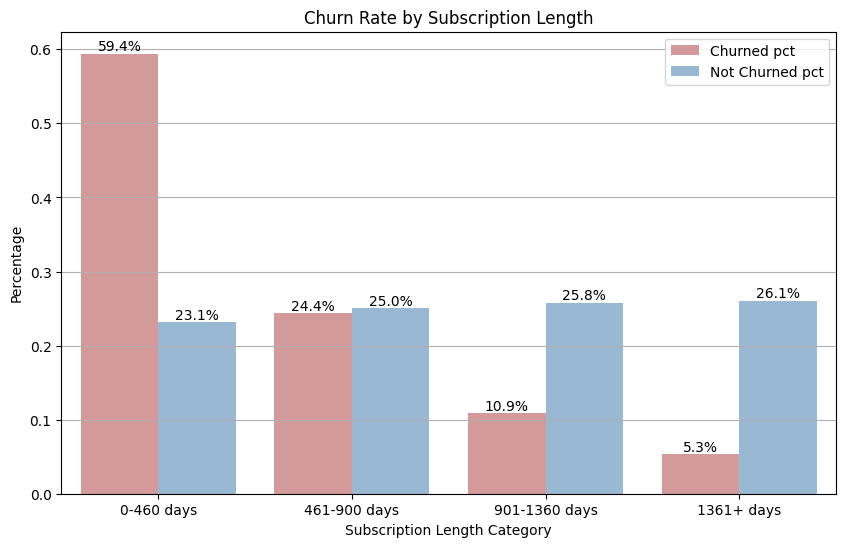 Churn Rate by Subscription Length
Churned pct
Not Churned pct
Percentage
0.6
0.5
0.4
0.3
0.2
0.1
0.0
59.4%
23.1%
24.4%
25.0%
10.9%
25.8%
5.3%
26.1%
0-460 days
461-900 days
901-1360 days
1361+ days
Subscription Length Category